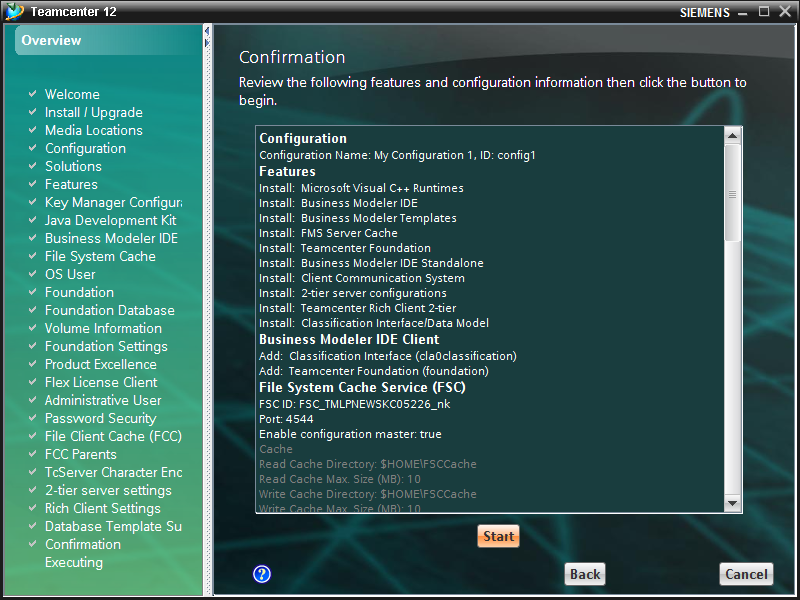 Teamcenter 12
SIEMENS
Overview
Welcome
Install / Upgrade
Media Locations
Configuration
Solutions
Features
Key Manager Configura
Java Development Kit
Business Modeler IDE
File System Cache
OS User
Foundation
Foundation Database
Volume Information
Foundation Settings
Product Excellence
Flex License Client
Administrative User
Password Security
File Client Cache (FCC)
FCC Parents
TcServer Character Enc
2-tier server settings
Rich Client Settings
Database Template Su
Confirmation
Executing
Confirmation
Review the following features and configuration information then click the button to
begin.
Configuration
Configuration Name: My Configuration 1, ID: config1
Features
Install: Microsoft Visual C++ Runtimes
Install: Business Modeler IDE
Install: Business Modeler Templates
Install: FMS Server Cache
Install: Teamcenter Foundation
Install: Business Modeler IDE Standalone
Install: Client Communication System
Install: 2-tier server configurations
Install: Teamcenter Rich Client 2-tier
Install: Classification Interface/Data Model
Business Modeler IDE Client
Add: Classification Interface (cla0classification)
Add: Teamcenter Foundation (foundation)
File System Cache Service (FSC)
FSC ID: FSC_TMLPNEWSKC05226_nk
Port: 4544
Enable configuration master: true
Cache
Read Cache Directory: $HOME\FSCCache
Read Cache Max. Size (MB): 10
Write Cache Directory: $HOME\FSCCache
Write Cache Max. Size (MB): 10
Start
?
Back
Cancel